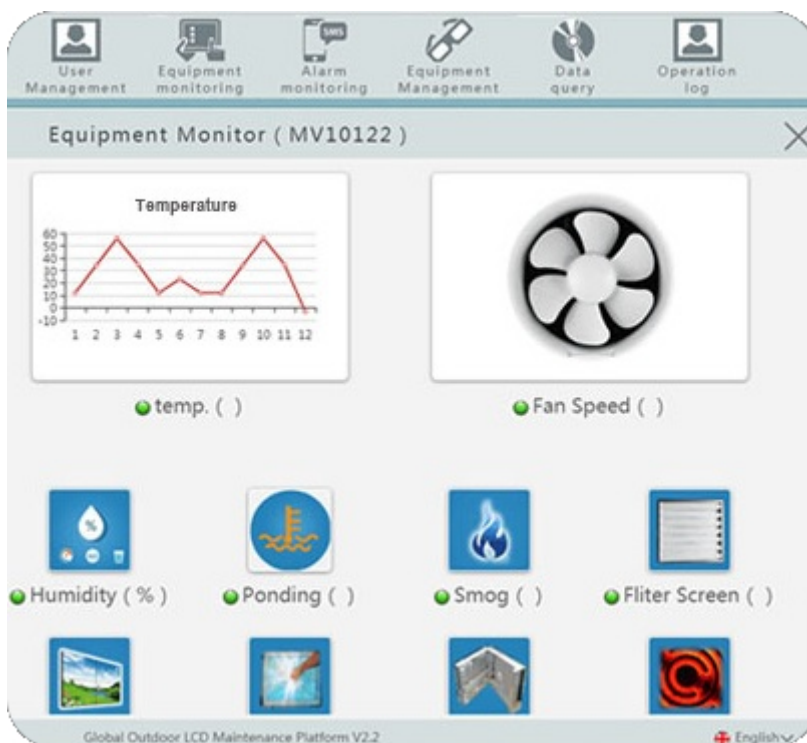 SMS
User
Management
Equipment
monitoring
Alarm
monitoring
Equipment
Management
Data
query
Operation
log
Equipment Monitor ( MV10122 )
Temperature
60
50
40
30
20
10
0
-10
1 2 3 4 5 6 7 8 9 10 11 12
temp. ( )
Fan Speed ( )
%
Humidity ( % )
Ponding ( )
Smog ( )
Fliter Screen ( )
Global Outdoor LCD Maintenance Platform V2.2
English